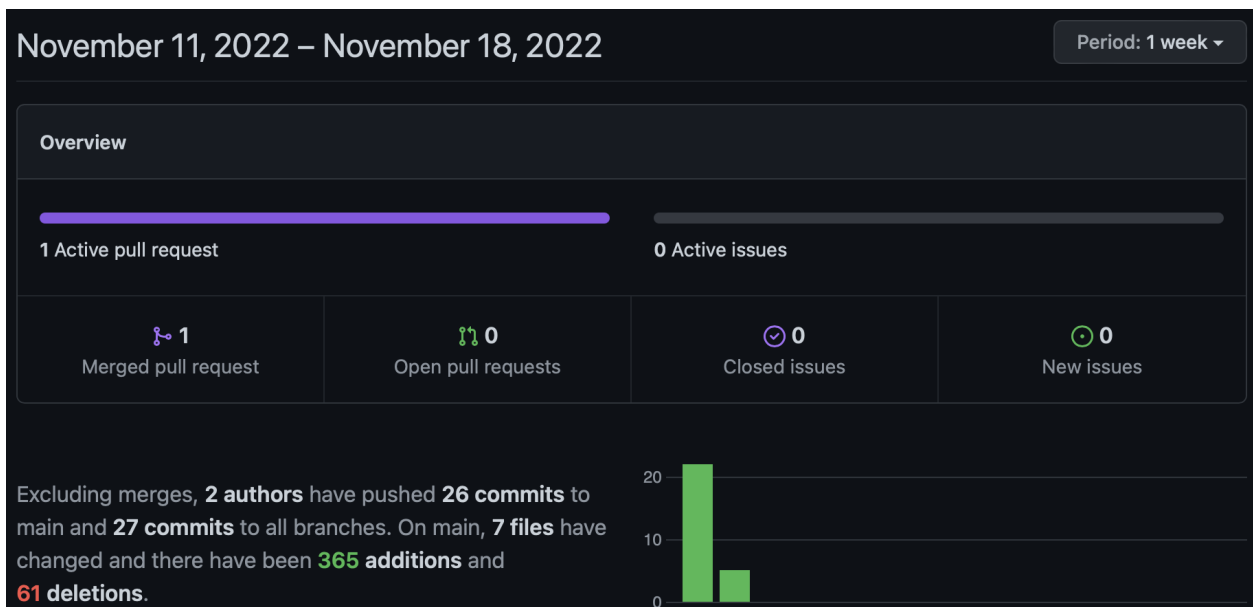 November 11, 2022 – November 18, 2022
Period: 1 week
Overview
1 Active pull request
0 Active issues
1
Merged pull request
0
Open pull requests
0
Closed issues
0
New issues
Excluding merges, 2 authors have pushed 26 commits to
main and 27 commits to all branches. On main, 7 files have
changed and there have been 365 additions and
61 deletions.
20
10
0